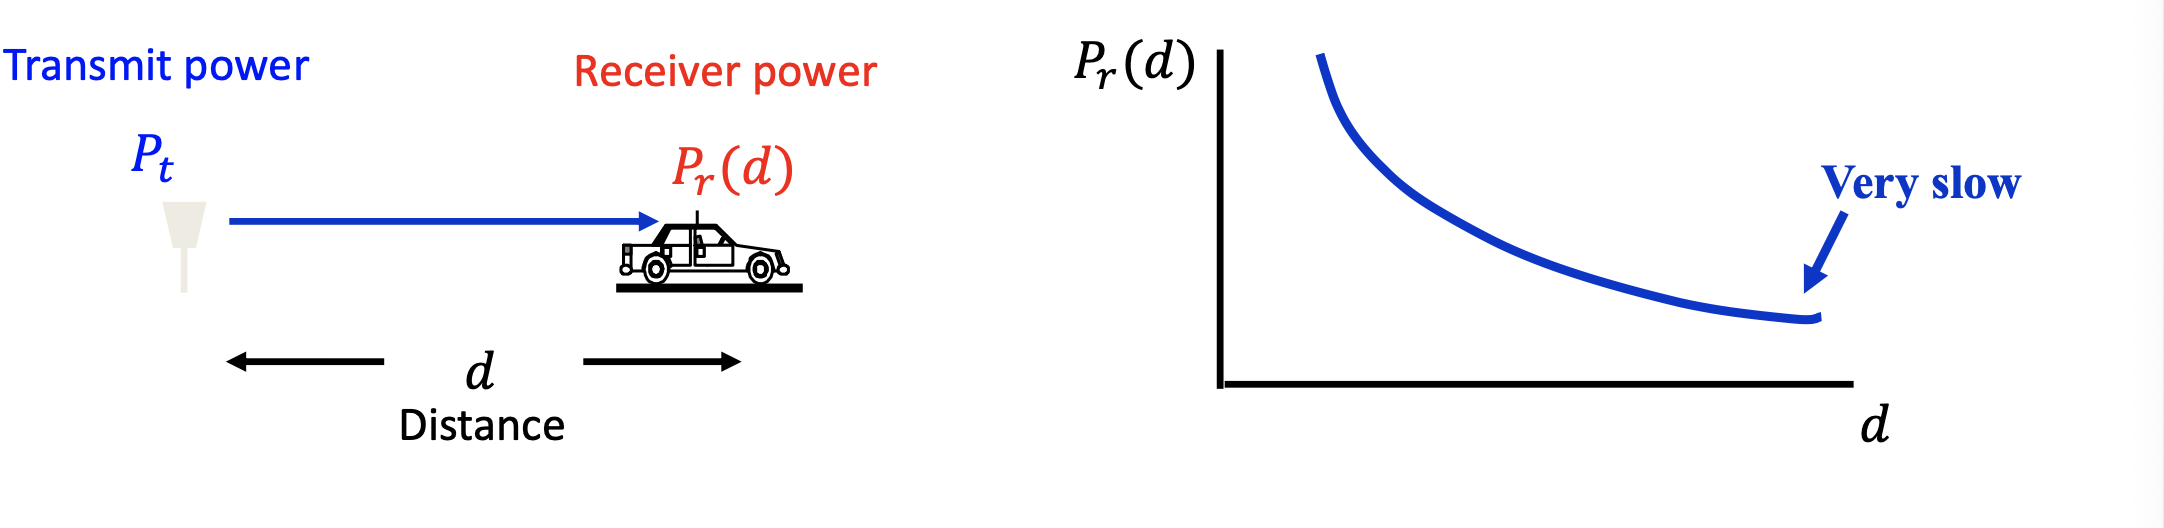 Transmit power
Receiver power
P_t
P_r(d)
d
Distance
P_r(d)
Very slow
d